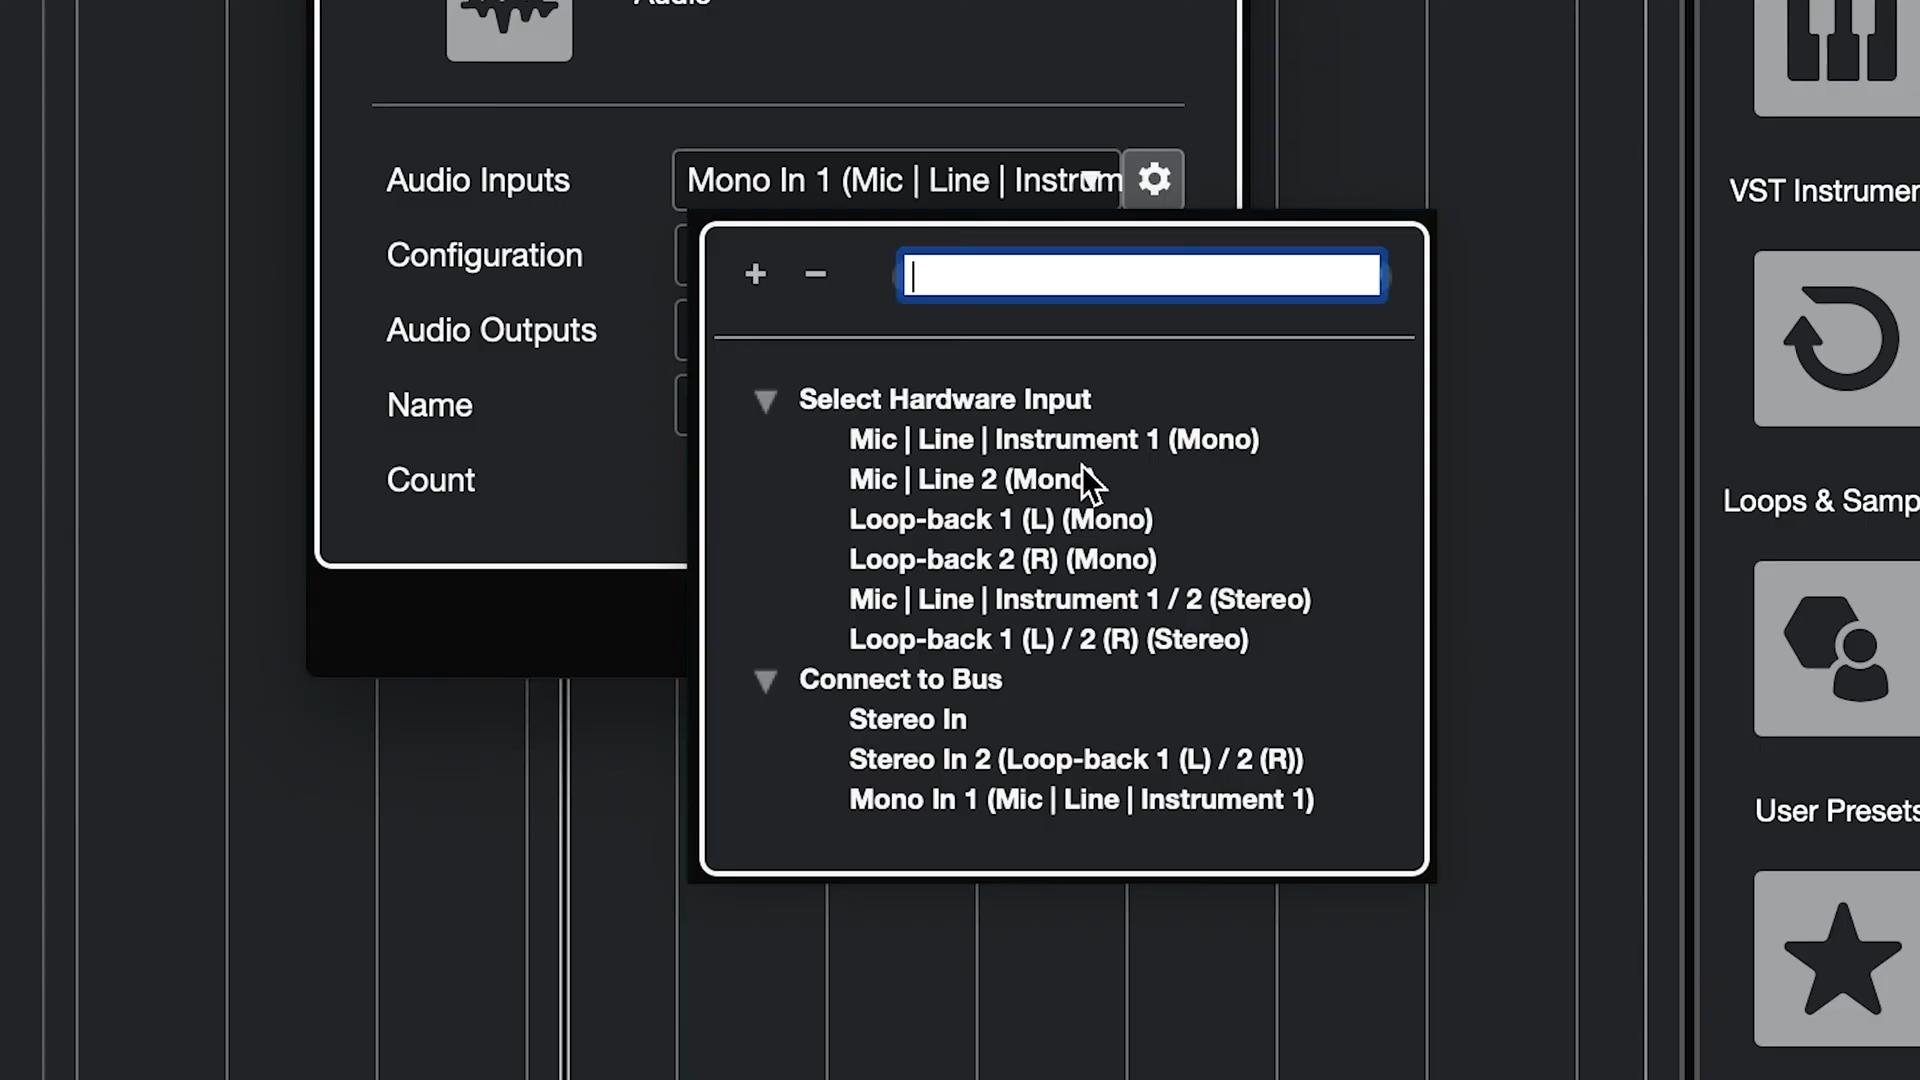 Audio
Audio Inputs
Mono In 1 (Mic | Line | Instrum
Configuration
Audio Outputs
Name
Count
+ −
Select Hardware Input
Mic | Line | Instrument 1 (Mono)
Mic | Line 2 (Mono)
Loop-back 1 (L) (Mono)
Loop-back 2 (R) (Mono)
Mic | Line | Instrument 1 / 2 (Stereo)
Loop-back 1 (L) / 2 (R) (Stereo)
Connect to Bus
Stereo In
Stereo In 2 (Loop-back 1 (L) / 2 (R))
Mono In 1 (Mic | Line | Instrument 1)
VST Instrumen
Loops & Samp
User Presets